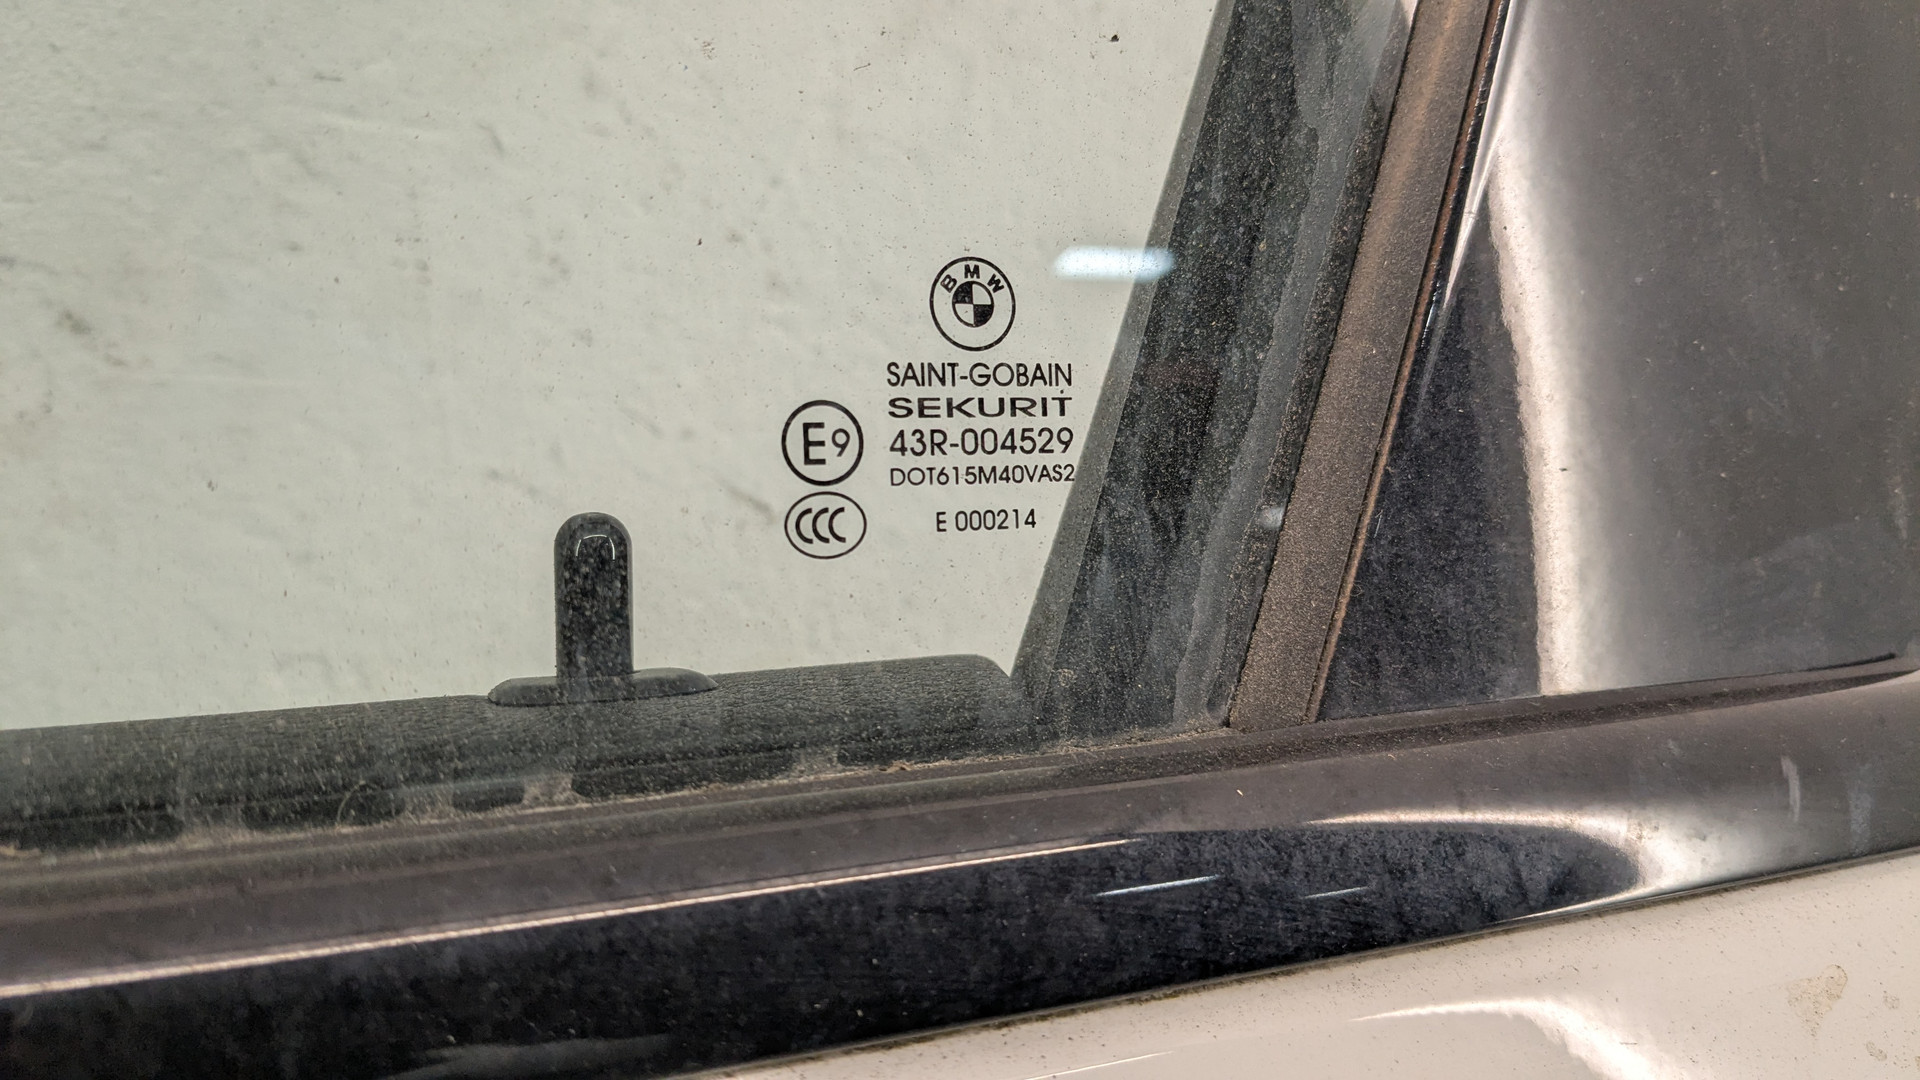 BMW
SAINT-GOBAIN
SEKURIT
E9 43R-004529
DOT615M40VAS2
CCC E 000214